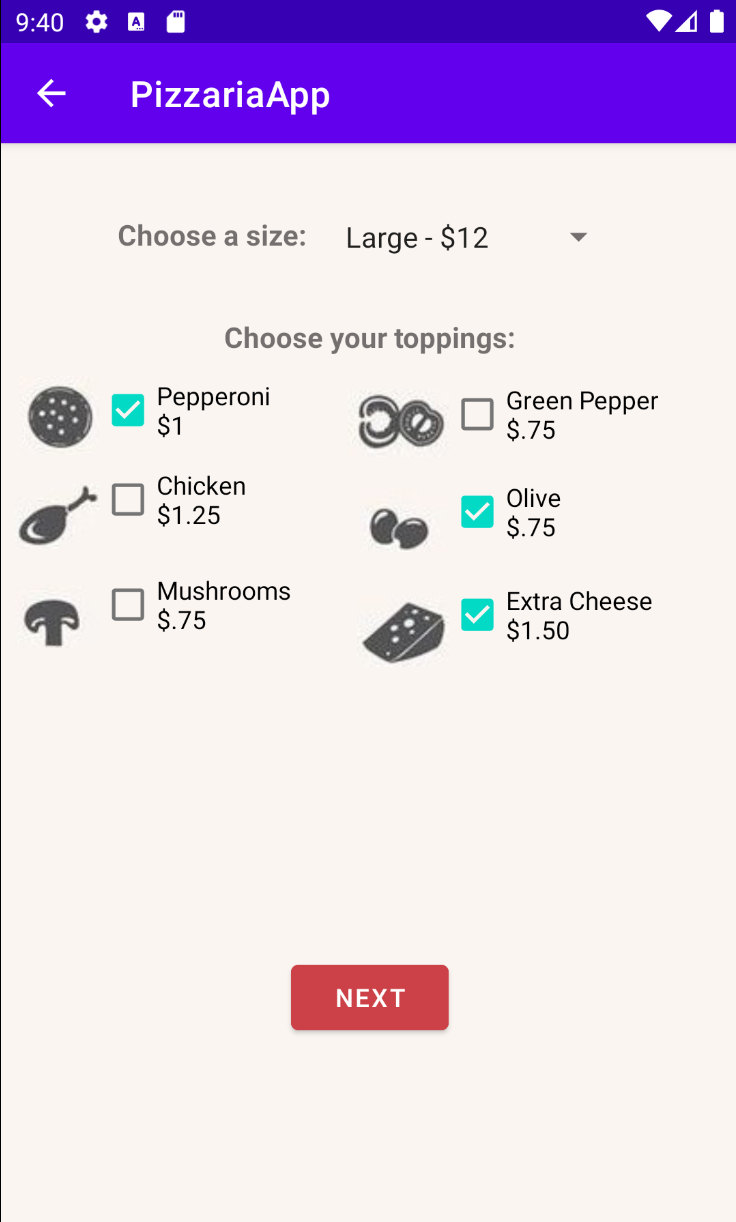 9:40
PizzariaApp
Choose a size:
Large - $12
Choose your toppings:
Pepperoni
$1
Green Pepper
$.75
Chicken
$1.25
Olive
$.75
Mushrooms
$.75
Extra Cheese
$1.50
NEXT